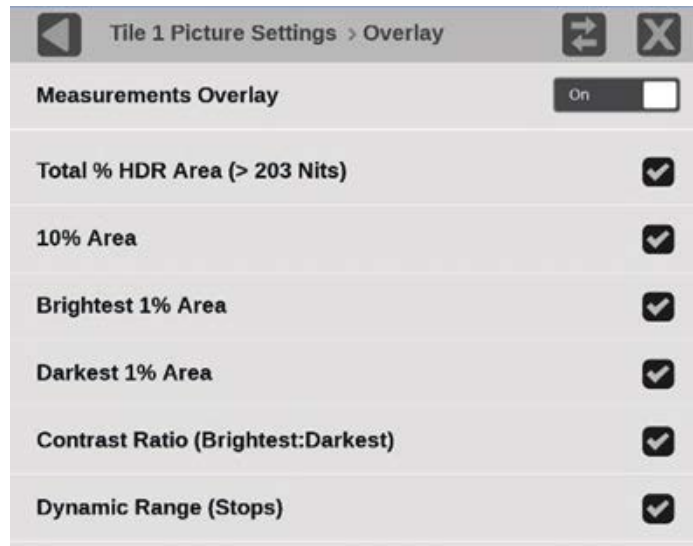 Tile 1 Picture Settings > Overlay
Measurements Overlay On
Total % HDR Area (> 203 Nits)
10% Area
Brightest 1% Area
Darkest 1% Area
Contrast Ratio (Brightest:Darkest)
Dynamic Range (Stops)